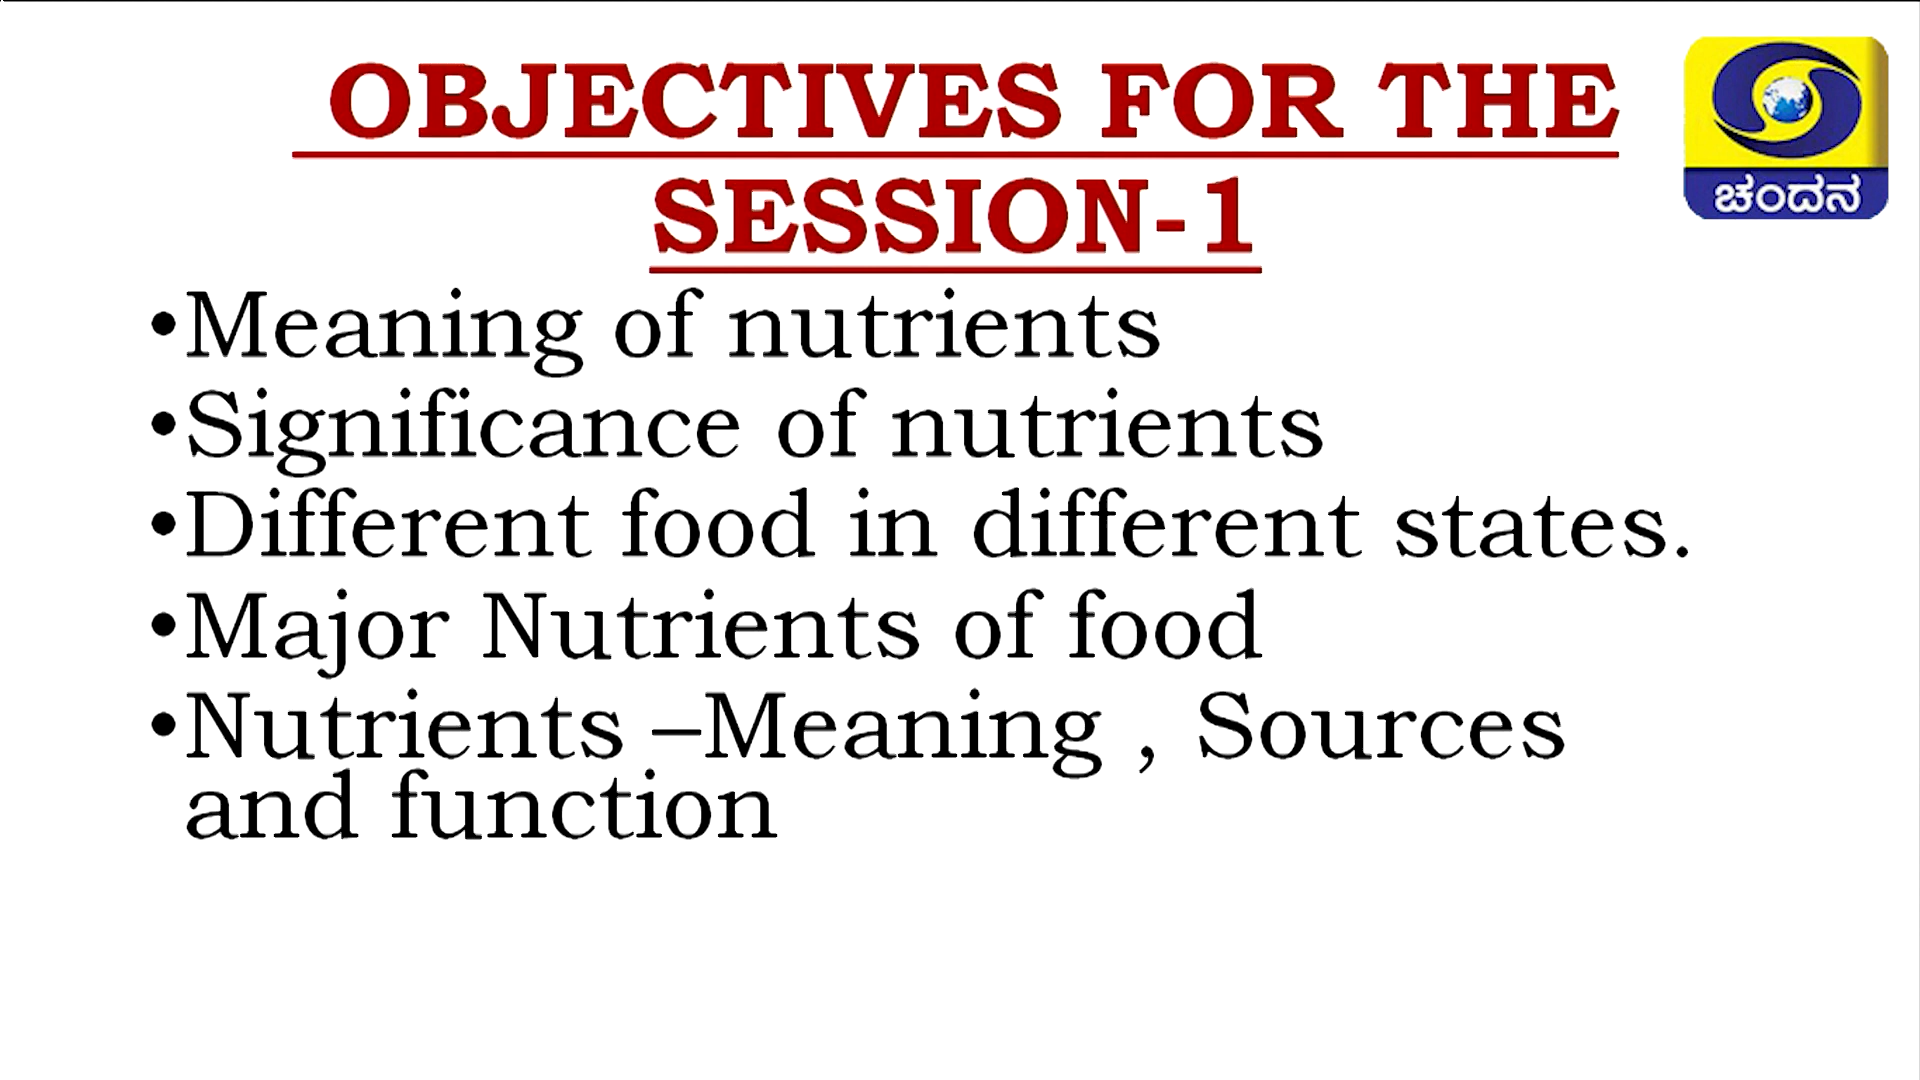 OBJECTIVES FOR THE
SESSION-1
ಚಂದನ
•Meaning of nutrients
•Significance of nutrients
•Different food in different states.
•Major Nutrients of food
•Nutrients –Meaning , Sources
and function